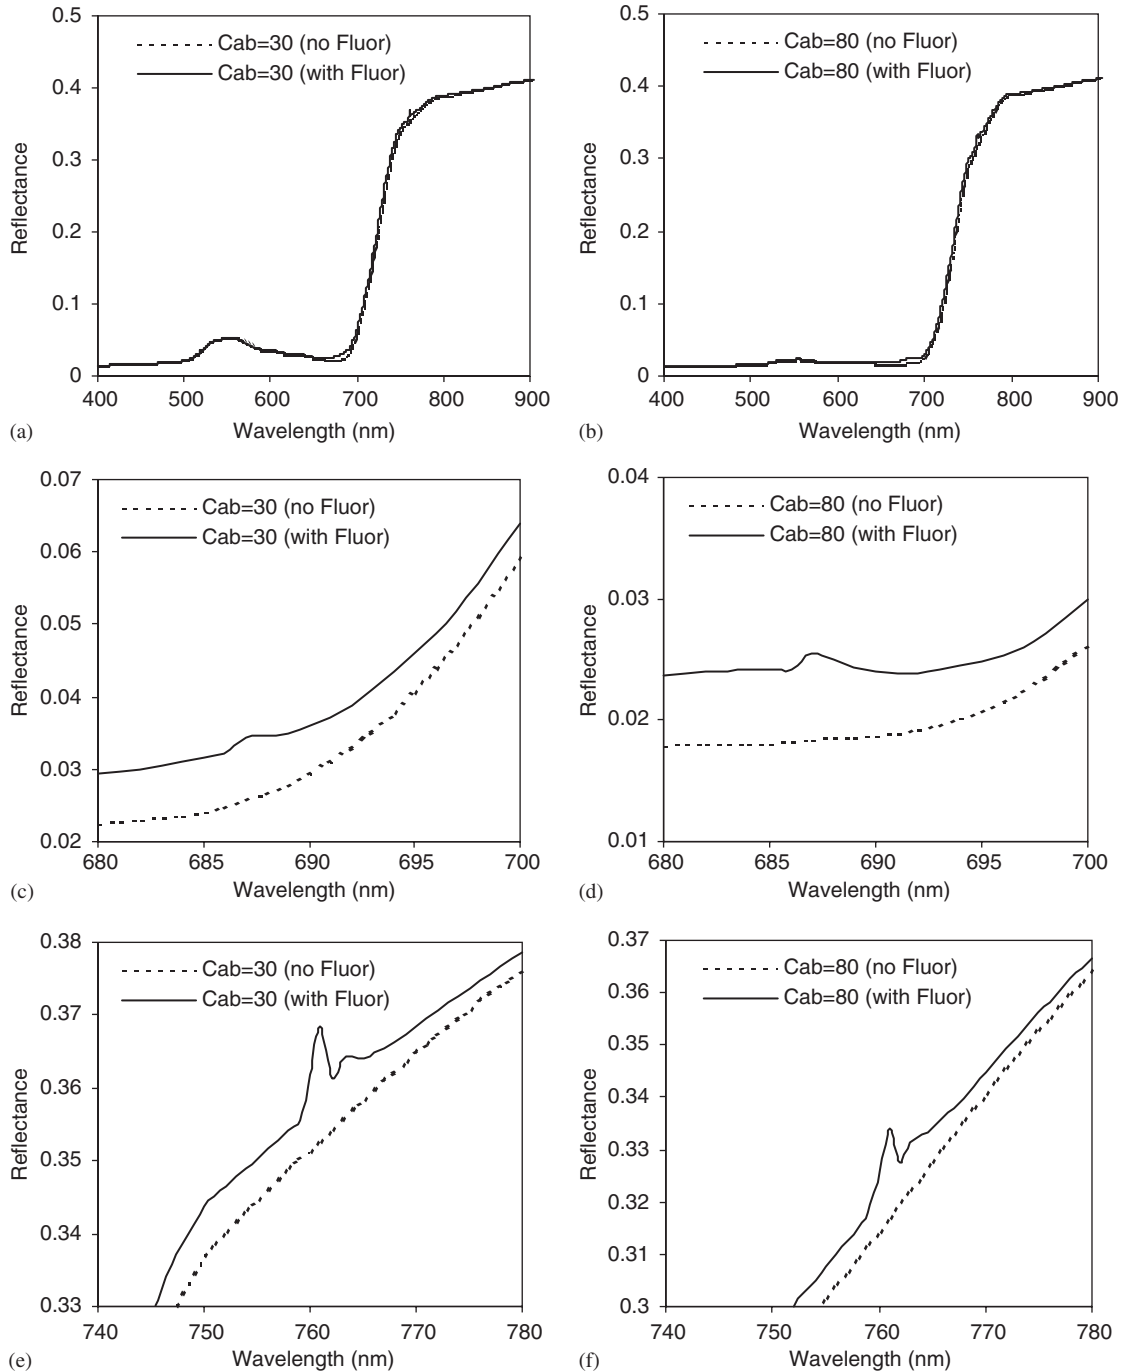 0.5
0.4
0.3
0.2
0.1
0
400 500 600 700 800 900
Reflectance
Wavelength (nm)
Cab=30 (no Fluor)
Cab=30 (with Fluor)
(a)
0.5
0.4
0.3
0.2
0.1
0
400 500 600 700 800 900
Reflectance
Wavelength (nm)
Cab=80 (no Fluor)
Cab=80 (with Fluor)
(b)
0.07
0.06
0.05
0.04
0.03
0.02
680 685 690 695 700
Reflectance
Wavelength (nm)
Cab=30 (no Fluor)
Cab=30 (with Fluor)
(c)
0.04
0.03
0.02
0.01
680 685 690 695 700
Reflectance
Wavelength (nm)
Cab=80 (no Fluor)
Cab=80 (with Fluor)
(d)
0.38
0.37
0.36
0.35
0.34
0.33
740 750 760 770 780
Reflectance
Wavelength (nm)
Cab=30 (no Fluor)
Cab=30 (with Fluor)
(e)
0.37
0.36
0.35
0.34
0.33
0.32
0.31
0.3
740 750 760 770 780
Reflectance
Wavelength (nm)
Cab=80 (no Fluor)
Cab=80 (with Fluor)
(f)